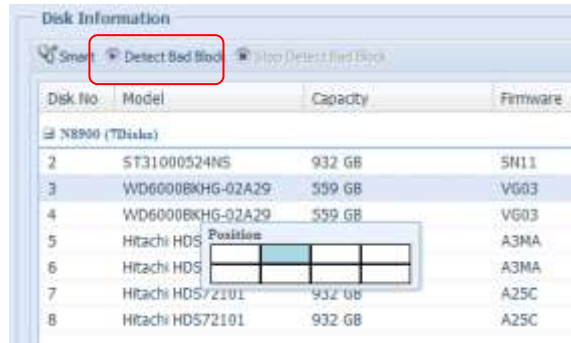 Disk Information
Smart Detect Bad Block Stop Detect Bad Block
Disk No Model Capacity Firmware
N8900 (7Disks)
2 ST31000524NS 932 GB SN11
3 WD6000BKHG-02A29 559 GB VG03
4 WD6000BKHG-02A29 559 GB VG03
5 Hitachi HDS A3MA
Position
6 Hitachi HDS A3MA
7 Hitachi HDS72101 932 GB A25C
8 Hitachi HDS72101 932 GB A25C